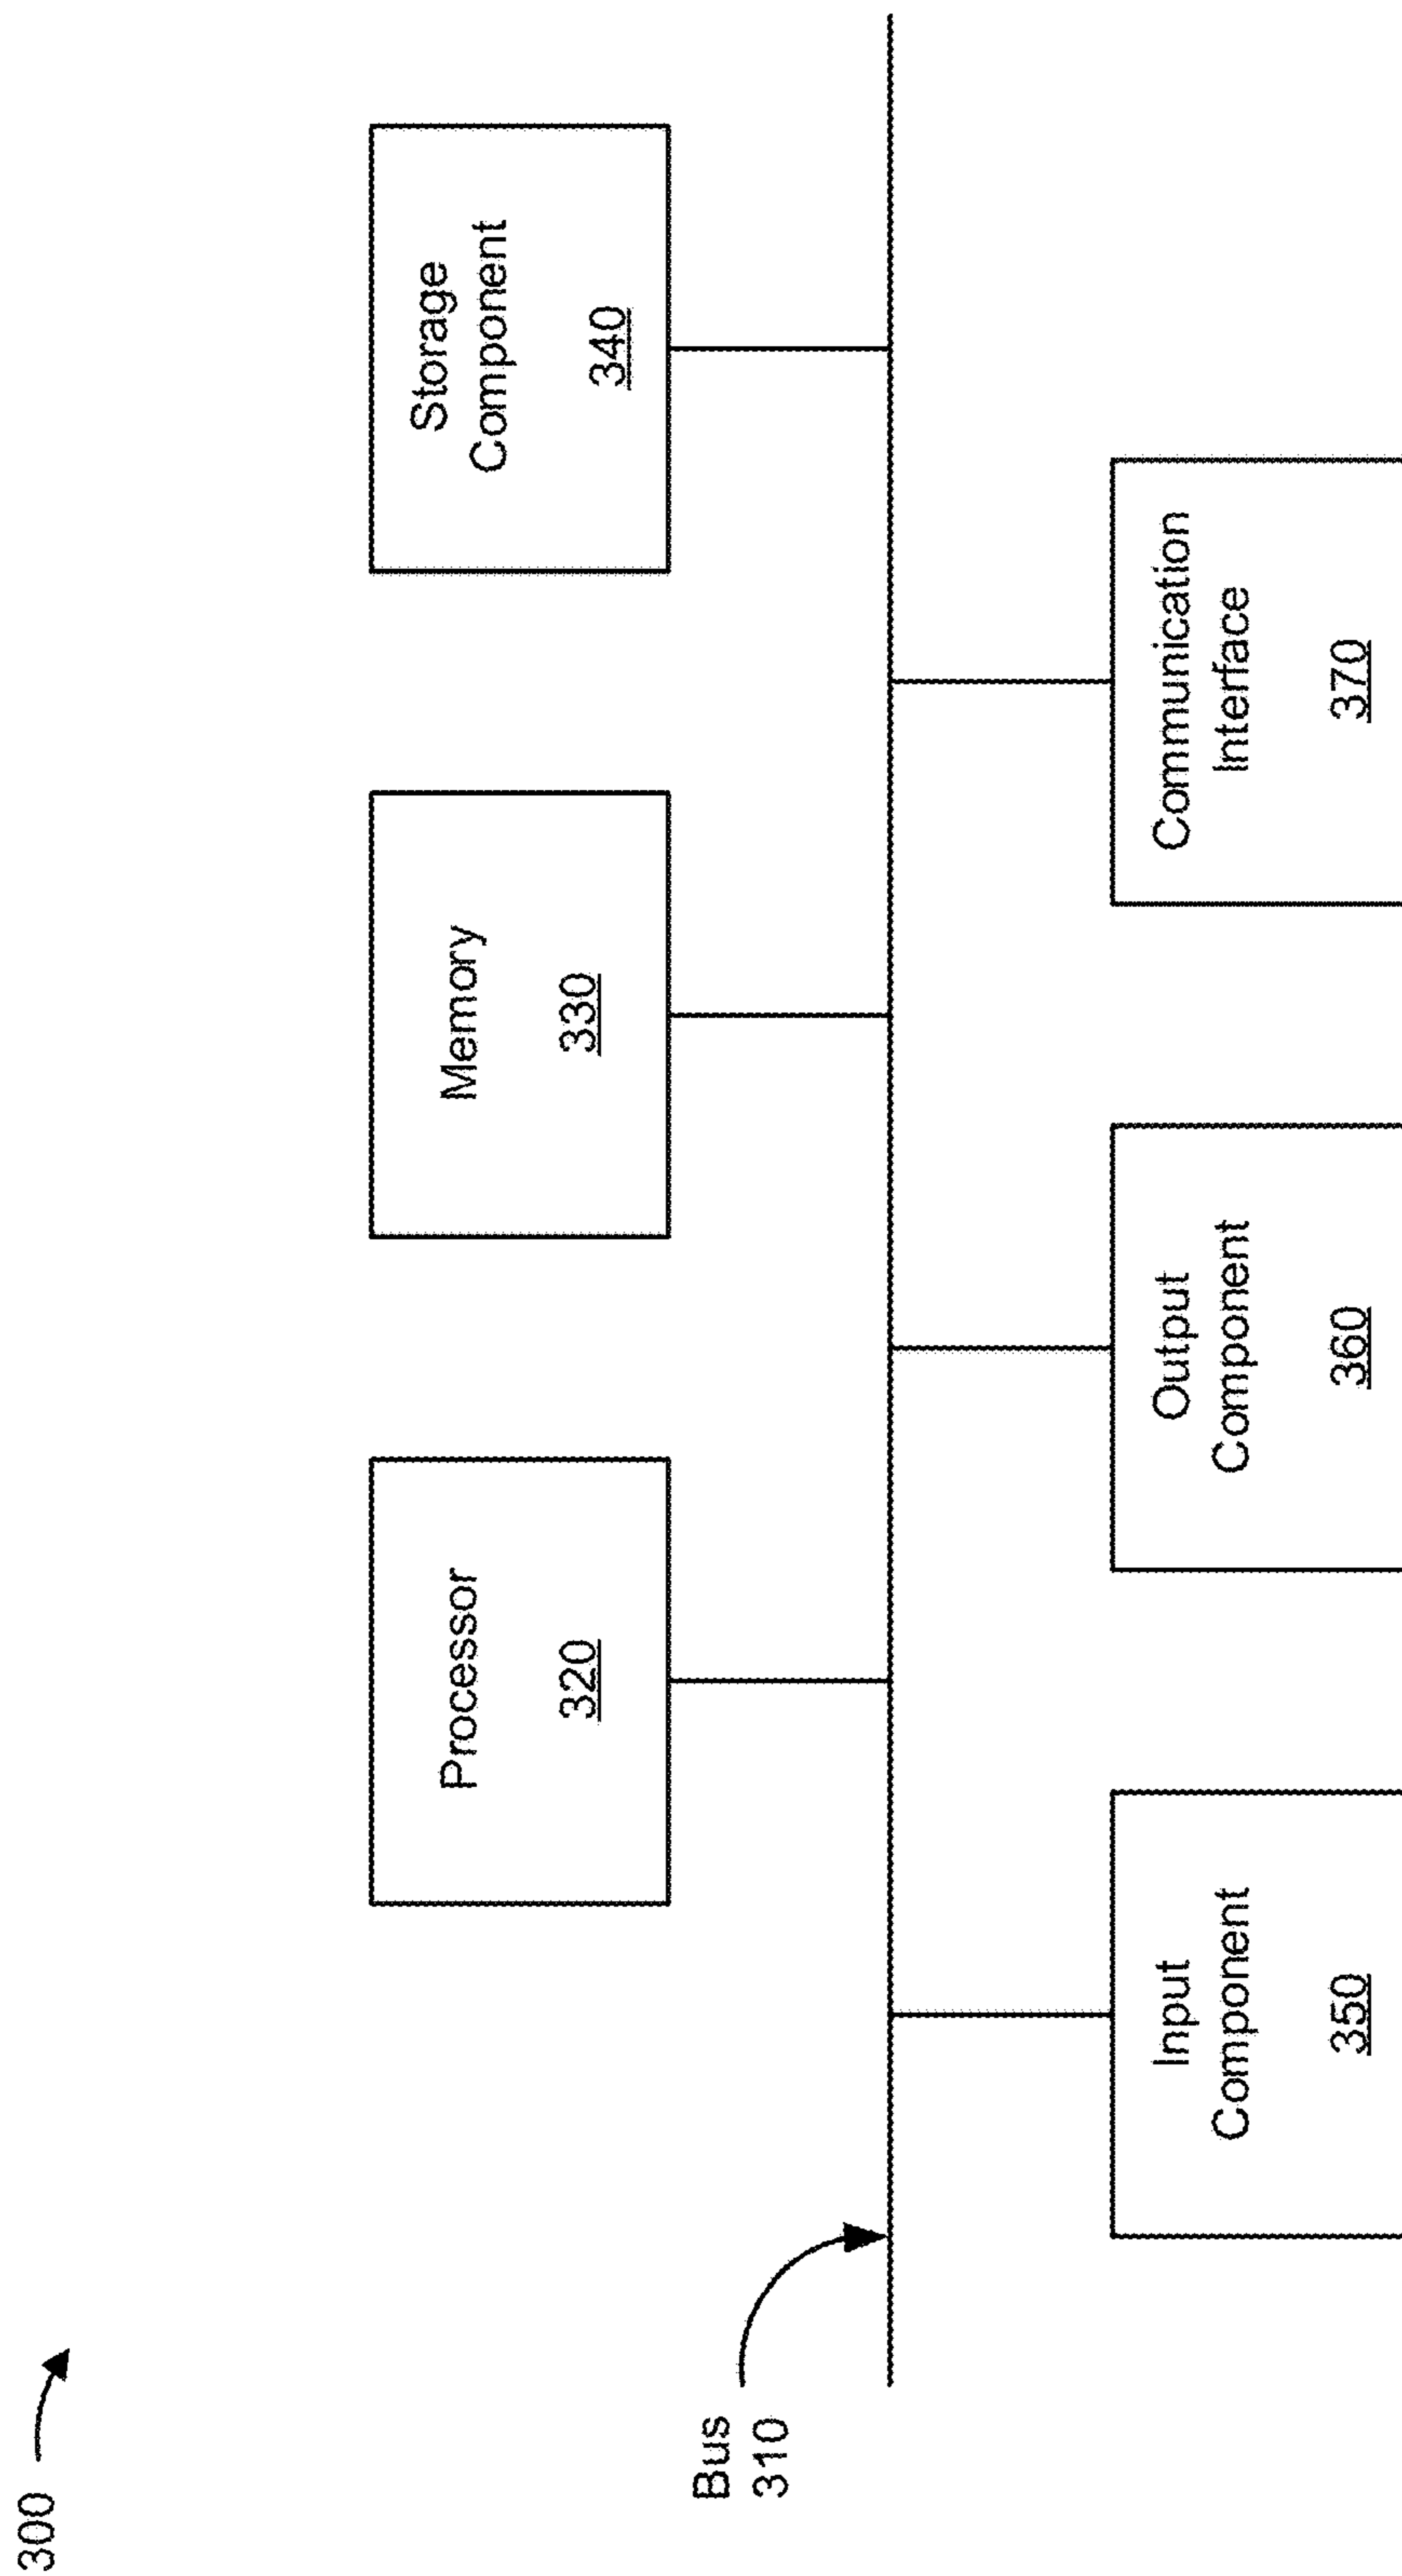 300
Bus
310
Processor
320
Memory
330
Storage
Component
340
Input
Component
350
Output
Component
360
Communication
Interface
370